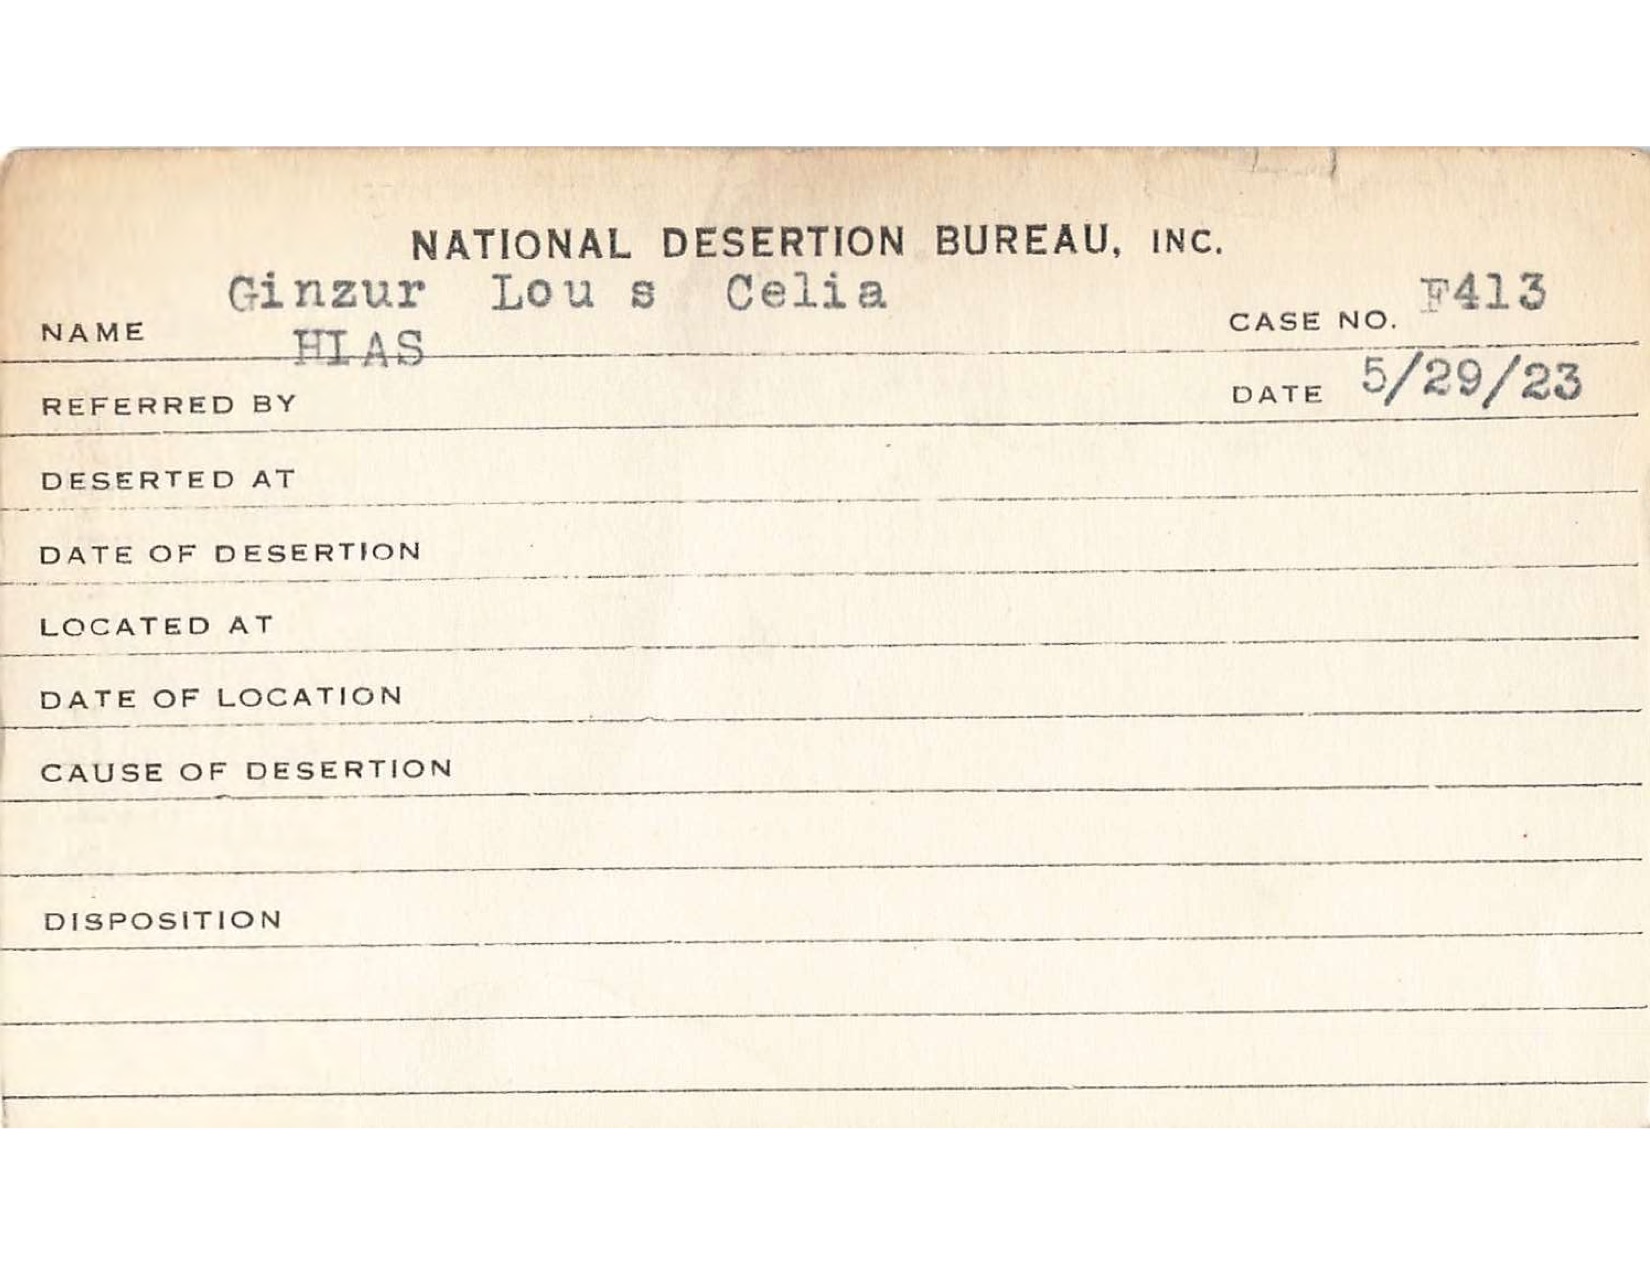 NATIONAL DESERTION BUREAU, INC.
NAME Ginzur Lou s Celia CASE NO. F413
REFERRED BY HIAS DATE 5/29/23
DESERTED AT
DATE OF DESERTION
LOCATED AT
DATE OF LOCATION
CAUSE OF DESERTION
DISPOSITION